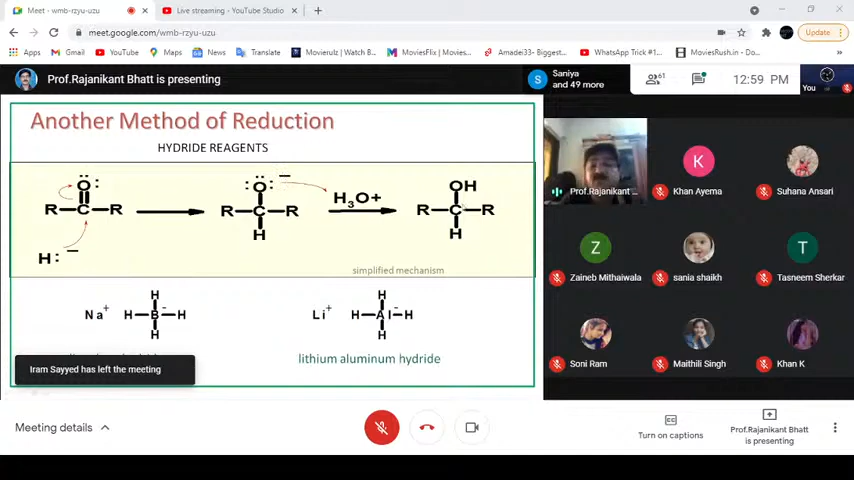 Meet - wmb-rzyu-uzu
Live streaming - YouTube Studio
meet.google.com/wmb-rzyu-uzu
Update
Apps
Gmail
YouTube
Maps
News
Translate
Movierulz | Watch B...
MoviesFlix | Movies...
Amadei33– Biggest...
WhatsApp Trick #1...
MoviesRush.in - Do...
Prof.Rajanikant Bhatt is presenting
S
Saniya
and 49 more
61
12:59 PM
You
Another Method of Reduction
HYDRIDE REAGENTS
:O:
R-C-R
H: −
:O: −
R-C-R
H
H3O+
OH
R-C-R
H
simplified mechanism
H
Na+ H-B-H
H
H
Li+ H-Al-H
H
lithium aluminum hydride
Iram Sayyed has left the meeting
Prof.Rajanikant ...
K
Khan Ayema
Suhana Ansari
Z
Zaineb Mithaiwala
sania shaikh
T
Tasneem Sherkar
Soni Ram
Maithili Singh
Khan K
Meeting details
Turn on captions
Prof.Rajanikant Bhatt
is presenting